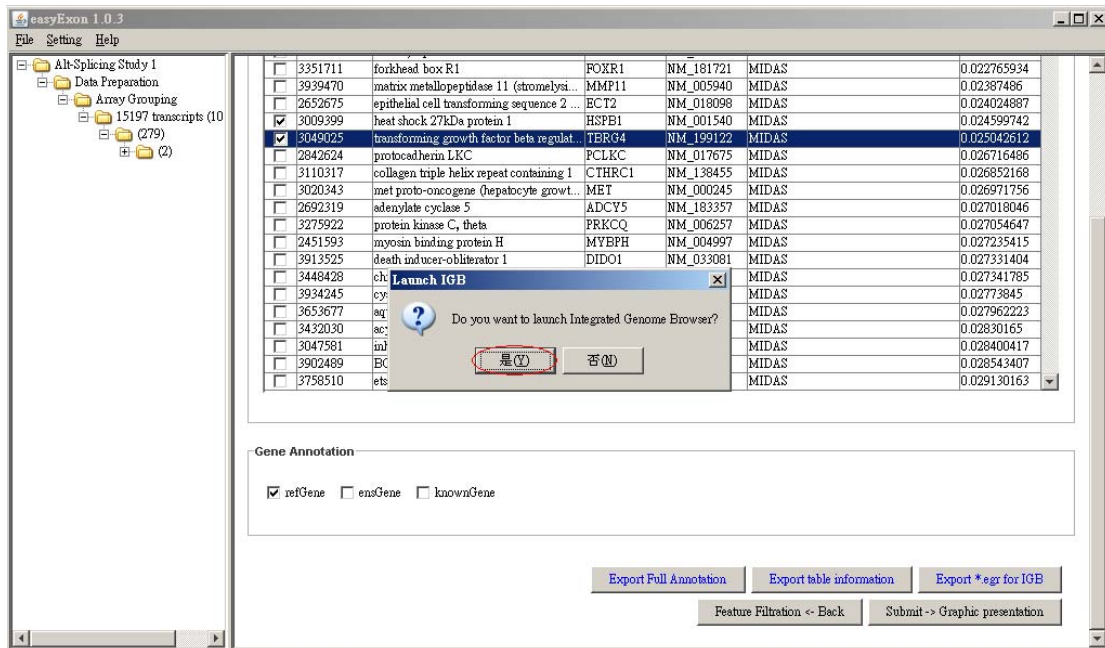 easyExon 1.0.3
File Setting Help
Alt-Splicing Study 1
Data Preparation
Array Grouping
15197 transcripts (10
(279)
(2)
3351711 forkhead box R1 FOXR1 NM_181721 MIDAS 0.022765934
3939470 matrix metallopeptidase 11 (stromelysi... MMP11 NM_005940 MIDAS 0.02387486
2652675 epithelial cell transforming sequence 2 ... ECT2 NM_018098 MIDAS 0.024024887
3009399 heat shock 27kDa protein 1 HSPB1 NM_001540 MIDAS 0.024599742
3049025 transforming growth factor beta regulat... TBRG4 NM_199122 MIDAS 0.025042612
2842624 protocadherin LKC PCLKC NM_017675 MIDAS 0.026716486
3110317 collagen triple helix repeat containing 1 CTHRC1 NM_138455 MIDAS 0.026852168
3020343 met proto-oncogene (hepatocyte growt... MET NM_000245 MIDAS 0.026971756
2692319 adenylate cyclase 5 ADCY5 NM_183357 MIDAS 0.027018046
3275922 protein kinase C, theta PRKCQ NM_006257 MIDAS 0.027054647
2451593 myosin binding protein H MYBPH NM_004997 MIDAS 0.027235415
3913525 death inducer-obliterator 1 DIDO1 NM_033081 MIDAS 0.027331404
3448428 ch MIDAS 0.027341785
3934245 cy MIDAS 0.02773845
3653677 aq MIDAS 0.027962223
3432030 ac MIDAS 0.02830165
3047581 inh MIDAS 0.028400417
3902489 BC MIDAS 0.028543407
3758510 ets MIDAS 0.029130163
Launch IGB
Do you want to launch Integrated Genome Browser?
是(Y) 否(N)
Gene Annotation
refGene ensGene knownGene
Export Full Annotation Export table information Export *.egr for IGB
Feature Filtration <- Back Submit -> Graphic presentation